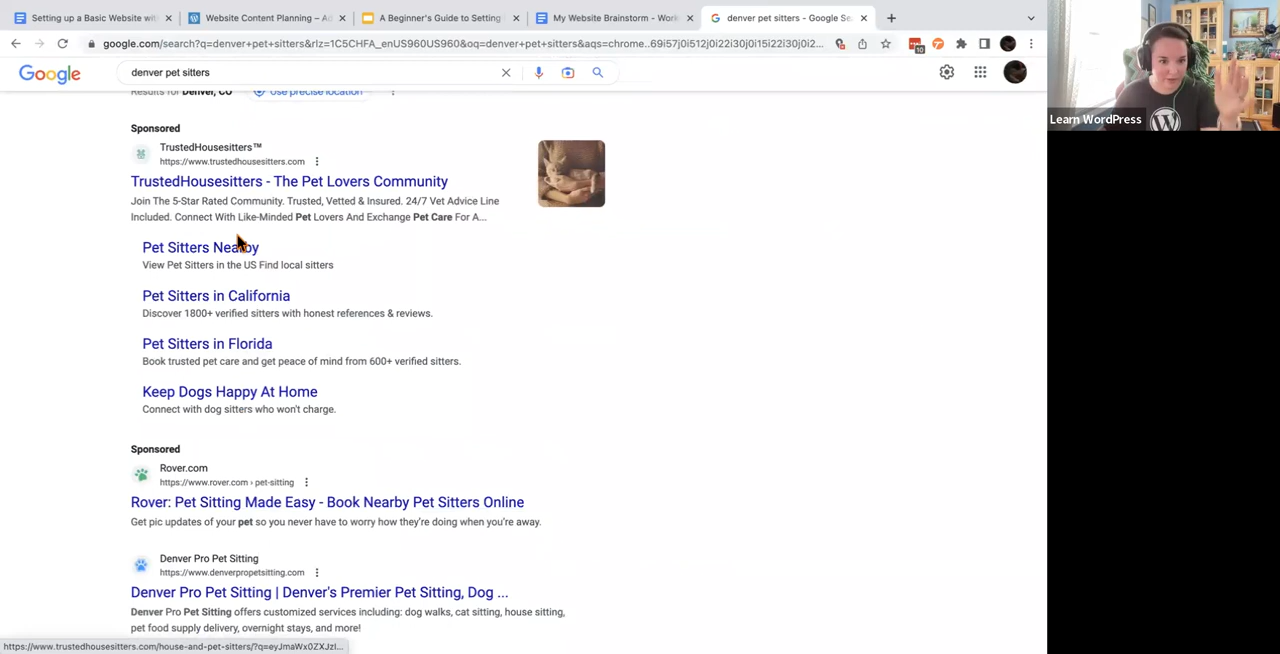 Setting up a Basic Website with
Website Content Planning – Ad
A Beginner's Guide to Setting
My Website Brainstorm - Work
denver pet sitters - Google Se
google.com/search?q=denver+pet+sitters&rlz=1C5CHFA_enUS960US960&oq=denver+pet+sitters&aqs=chrome..69i57j0i512j0i22i30j0i15i22i30j0i2...
10
Google
denver pet sitters
Results for Denver, CO
Use precise location
Sponsored
TrustedHousesitters™
https://www.trustedhousesitters.com
TrustedHousesitters - The Pet Lovers Community
Join The 5-Star Rated Community. Trusted, Vetted & Insured. 24/7 Vet Advice Line
Included. Connect With Like-Minded Pet Lovers And Exchange Pet Care For A...
Pet Sitters Nearby
View Pet Sitters in the US Find local sitters
Pet Sitters in California
Discover 1800+ verified sitters with honest references & reviews.
Pet Sitters in Florida
Book trusted pet care and get peace of mind from 600+ verified sitters.
Keep Dogs Happy At Home
Connect with dog sitters who won't charge.
Sponsored
Rover.com
https://www.rover.com › pet-sitting
Rover: Pet Sitting Made Easy - Book Nearby Pet Sitters Online
Get pic updates of your pet so you never have to worry how they're doing when you're away.
Denver Pro Pet Sitting
https://www.denverpropetsitting.com
Denver Pro Pet Sitting | Denver's Premier Pet Sitting, Dog ...
Denver Pro Pet Sitting offers customized services including: dog walks, cat sitting, house sitting,
pet food supply delivery, overnight stays, and more!
https://www.trustedhousesitters.com/house-and-pet-sitters/?q=eyJmaWx0ZXJzI...
Learn WordPress